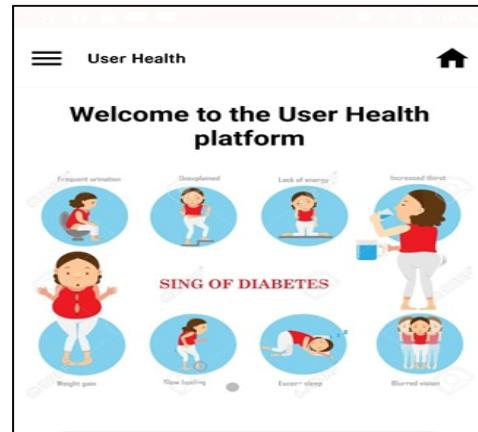 User Health
Welcome to the User Health
platform
Frequent urination
Unexplained
Lack of energy
Increased thirst
SING OF DIABETES
Weight gain
Slow healing
sleep
Blurred vision